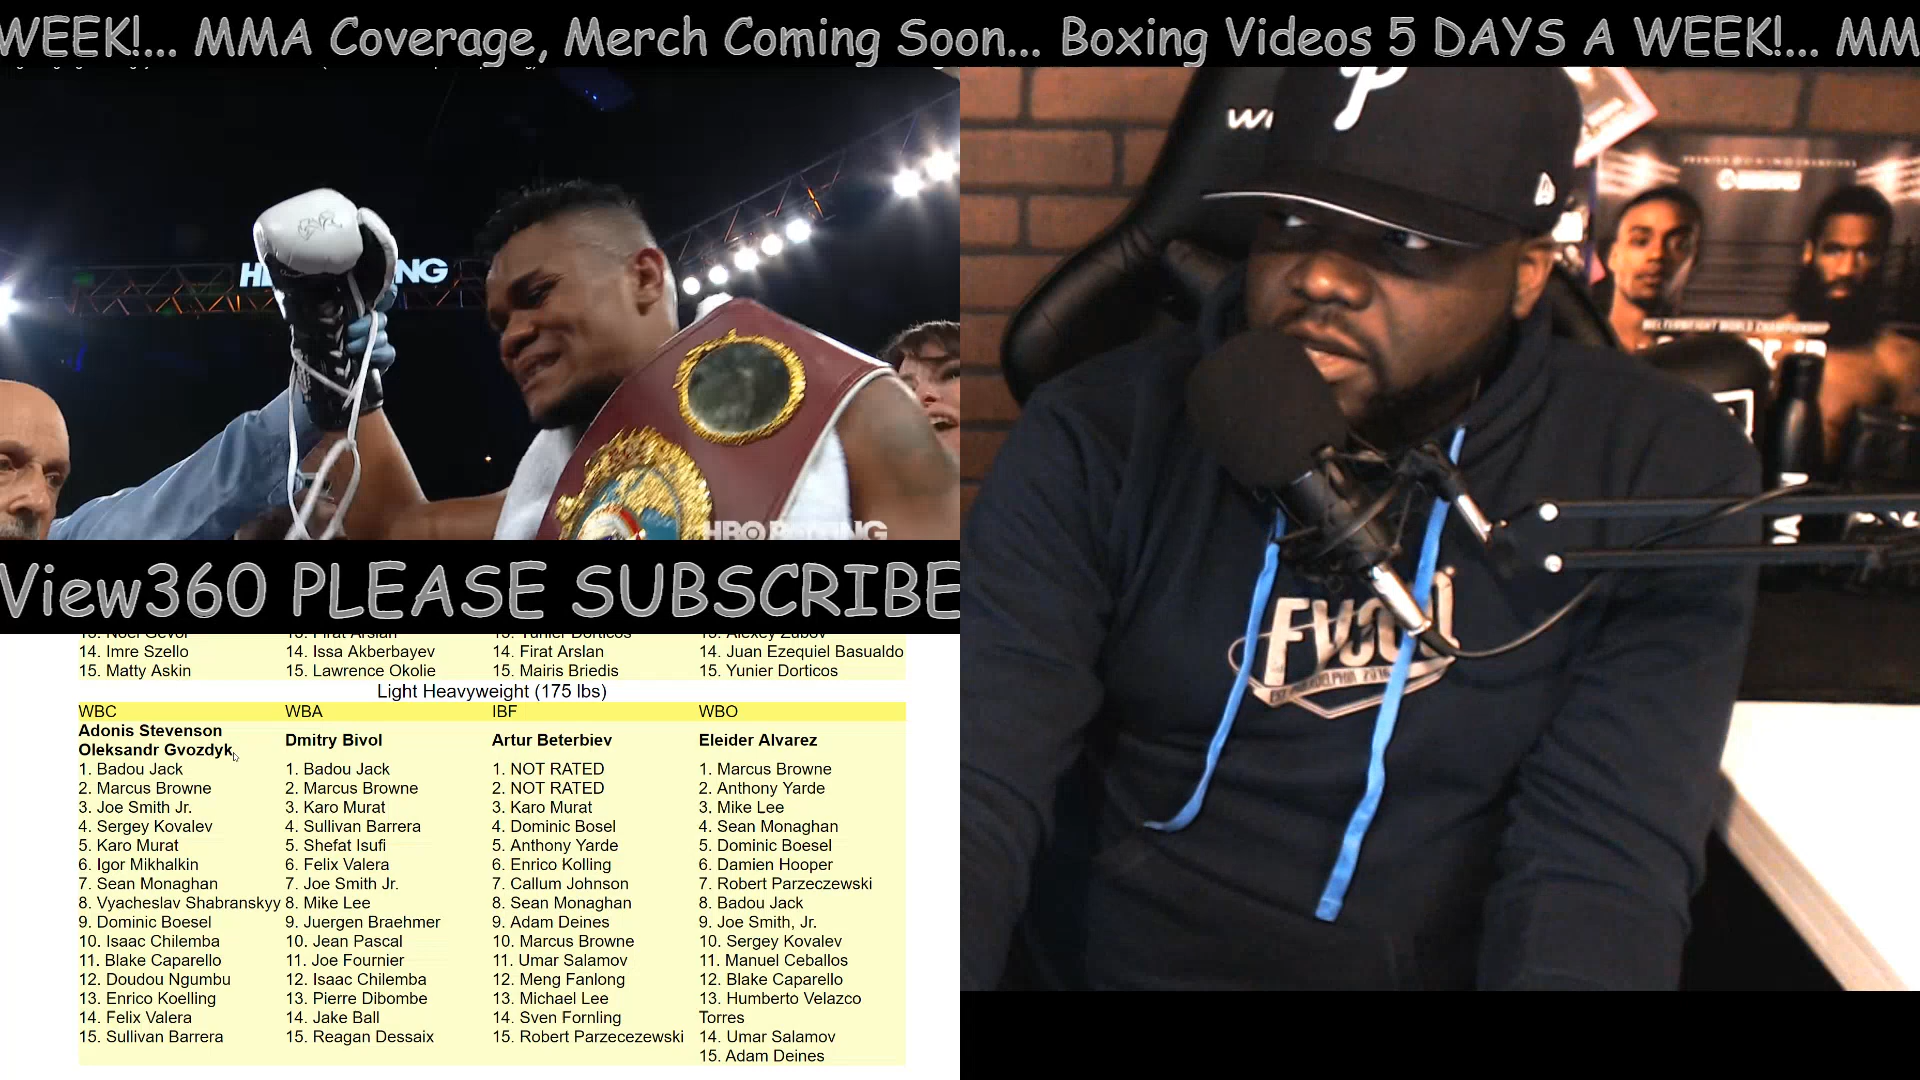 WEEK!... MMA Coverage, Merch Coming Soon... Boxing Videos 5 DAYS A WEEK!... MM
HBO BOXING
View360 PLEASE SUBSCRIBE
14. Imre Szello 14. Issa Akberbayev 14. Firat Arslan 14. Juan Ezequiel Basualdo
15. Matty Askin 15. Lawrence Okolie 15. Mairis Briedis 15. Yunier Dorticos
Light Heavyweight (175 lbs)
WBC WBA IBF WBO
Adonis Stevenson
Oleksandr Gvozdyk Dmitry Bivol Artur Beterbiev Eleider Alvarez
1. Badou Jack 1. Badou Jack 1. NOT RATED 1. Marcus Browne
2. Marcus Browne 2. Marcus Browne 2. NOT RATED 2. Anthony Yarde
3. Joe Smith Jr. 3. Karo Murat 3. Karo Murat 3. Mike Lee
4. Sergey Kovalev 4. Sullivan Barrera 4. Dominic Bosel 4. Sean Monaghan
5. Karo Murat 5. Shefat Isufi 5. Anthony Yarde 5. Dominic Boesel
6. Igor Mikhalkin 6. Felix Valera 6. Enrico Kolling 6. Damien Hooper
7. Sean Monaghan 7. Joe Smith Jr. 7. Callum Johnson 7. Robert Parzeczewski
8. Vyacheslav Shabranskyy 8. Mike Lee 8. Sean Monaghan 8. Badou Jack
9. Dominic Boesel 9. Juergen Braehmer 9. Adam Deines 9. Joe Smith, Jr.
10. Isaac Chilemba 10. Jean Pascal 10. Marcus Browne 10. Sergey Kovalev
11. Blake Caparello 11. Joe Fournier 11. Umar Salamov 11. Manuel Ceballos
12. Doudou Ngumbu 12. Isaac Chilemba 12. Meng Fanlong 12. Blake Caparello
13. Enrico Koelling 13. Pierre Dibombe 13. Michael Lee 13. Humberto Velazco
Torres
14. Felix Valera 14. Jake Ball 14. Sven Fornling 14. Umar Salamov
15. Sullivan Barrera 15. Reagan Dessaix 15. Robert Parzecezewski 15. Adam Deines